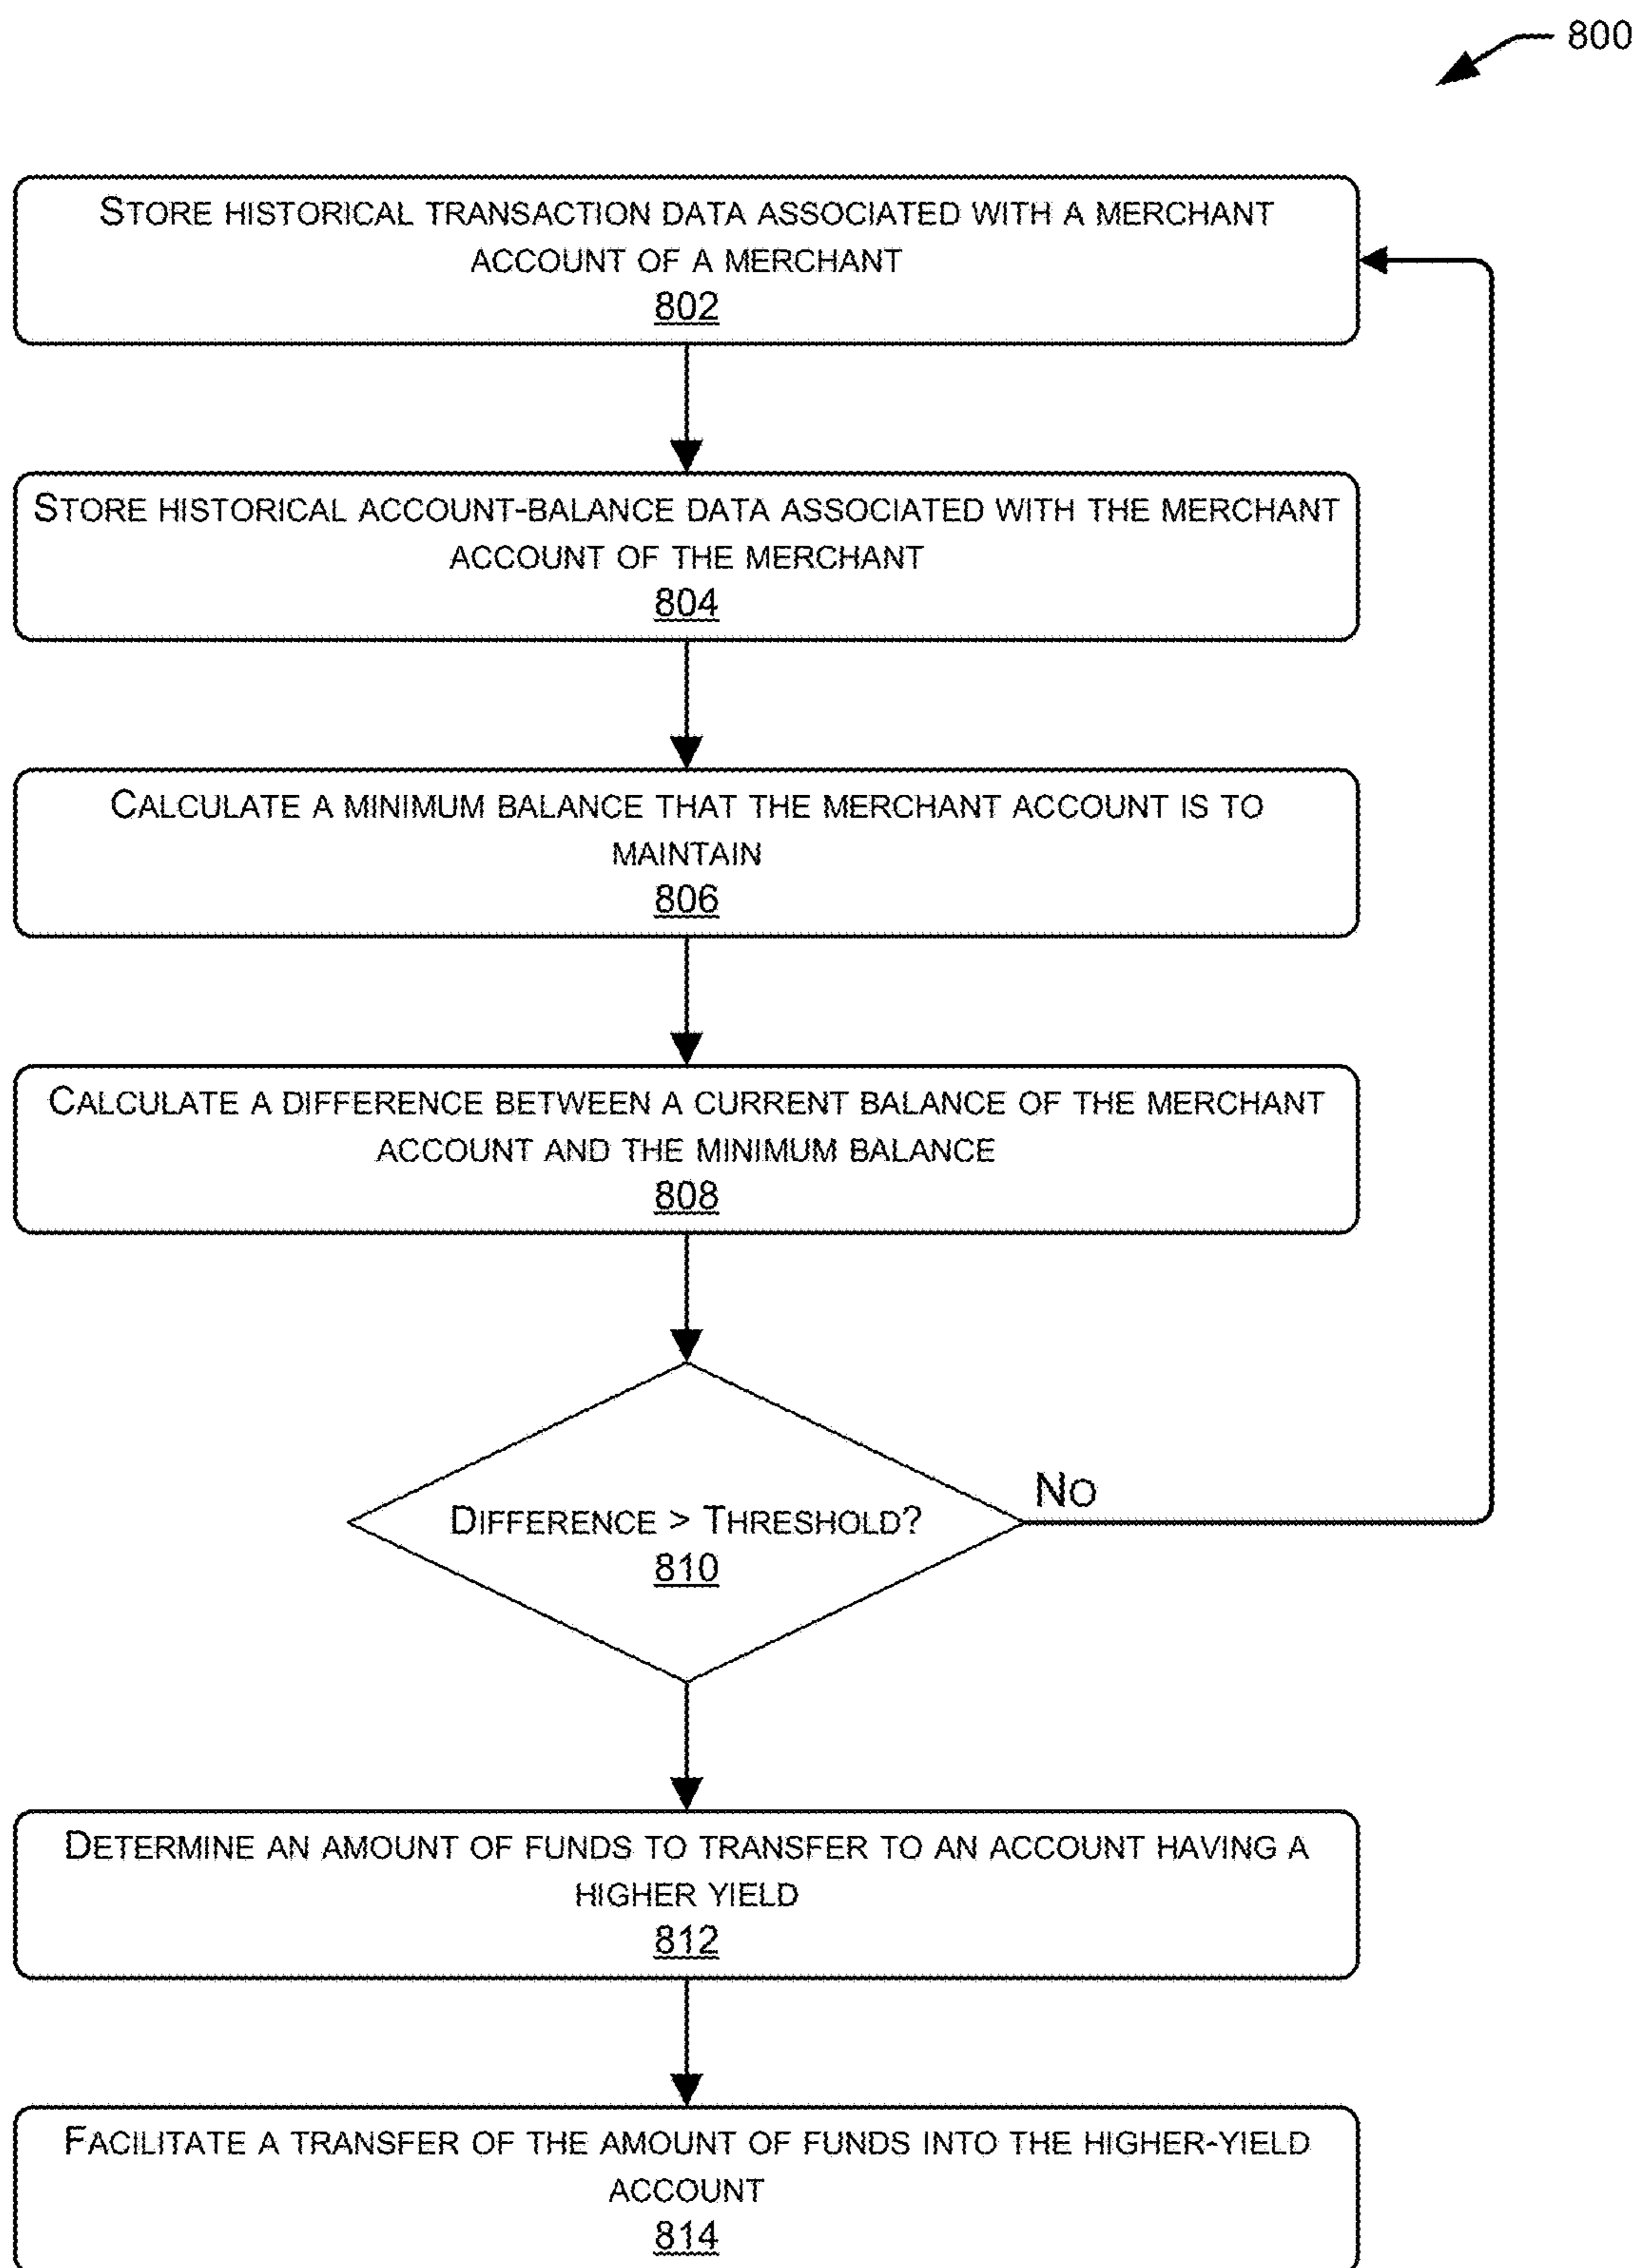 800
STORE HISTORICAL TRANSACTION DATA ASSOCIATED WITH A MERCHANT
ACCOUNT OF A MERCHANT
802
STORE HISTORICAL ACCOUNT-BALANCE DATA ASSOCIATED WITH THE MERCHANT
ACCOUNT OF THE MERCHANT
804
CALCULATE A MINIMUM BALANCE THAT THE MERCHANT ACCOUNT IS TO
MAINTAIN
806
CALCULATE A DIFFERENCE BETWEEN A CURRENT BALANCE OF THE MERCHANT
ACCOUNT AND THE MINIMUM BALANCE
808
NO
DIFFERENCE > THRESHOLD?
810
DETERMINE AN AMOUNT OF FUNDS TO TRANSFER TO AN ACCOUNT HAVING A
HIGHER YIELD
812
FACILITATE A TRANSFER OF THE AMOUNT OF FUNDS INTO THE HIGHER-YIELD
ACCOUNT
814